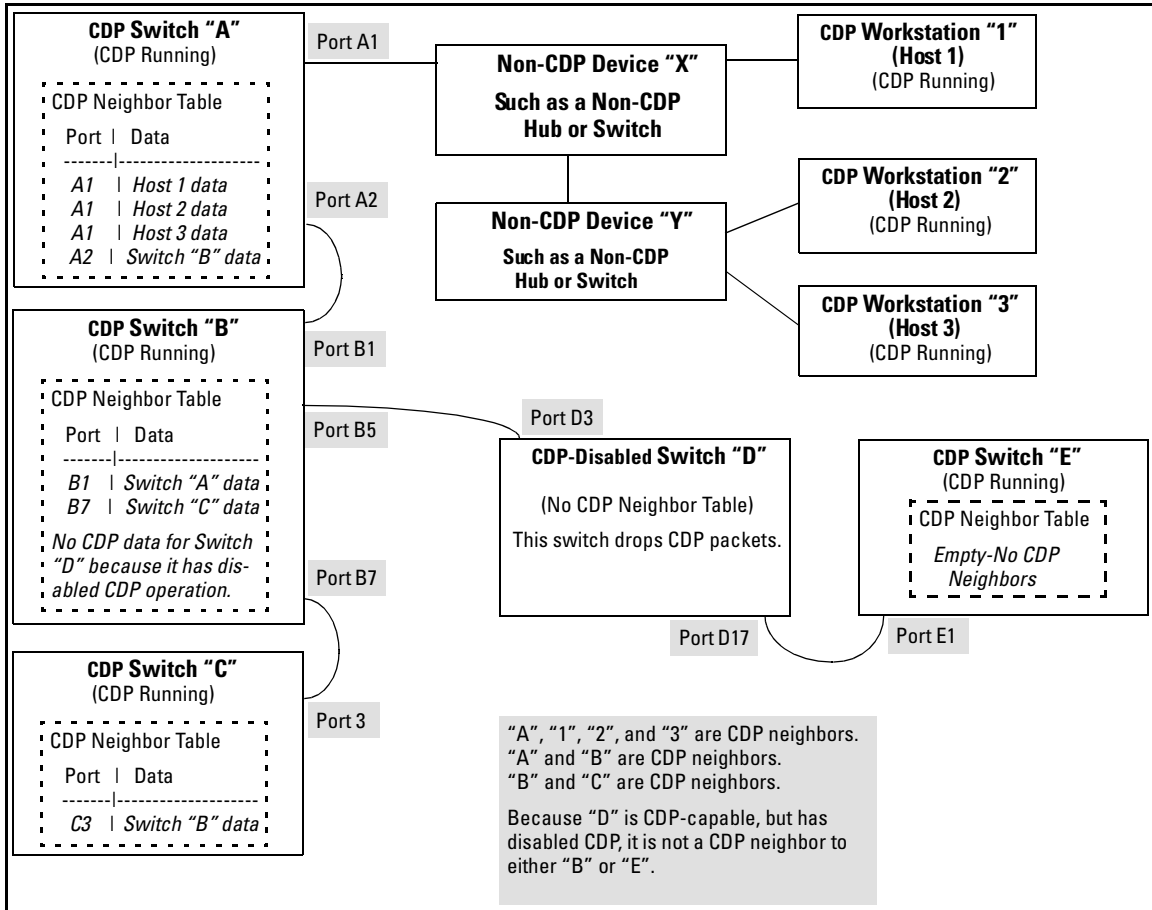 CDP Switch “A”
(CDP Running)
CDP Neighbor Table
Port | Data
-------|---------------------
A1 | Host 1 data
A1 | Host 2 data
A1 | Host 3 data
A2 | Switch “B” data
Port A1
Port A2
Non-CDP Device “X”
Such as a Non-CDP
Hub or Switch
Non-CDP Device “Y”
Such as a Non-CDP
Hub or Switch
CDP Workstation “1”
(Host 1)
(CDP Running)
CDP Workstation “2”
(Host 2)
(CDP Running)
CDP Workstation “3”
(Host 3)
(CDP Running)
CDP Switch “B”
(CDP Running)
CDP Neighbor Table
Port | Data
-------|---------------------
B1 | Switch “A” data
B7 | Switch “C” data
No CDP data for Switch
“D” because it has dis-
abled CDP operation.
Port B1
Port B5
Port B7
Port D3
CDP-Disabled Switch “D”
(No CDP Neighbor Table)
This switch drops CDP packets.
Port D17
CDP Switch “E”
(CDP Running)
CDP Neighbor Table
Empty-No CDP
Neighbors
Port E1
CDP Switch “C”
(CDP Running)
CDP Neighbor Table
Port | Data
-------|---------------------
C3 | Switch “B” data
Port 3
“A”, “1”, “2”, and “3” are CDP neighbors.
“A” and “B” are CDP neighbors.
“B” and “C” are CDP neighbors.
Because “D” is CDP-capable, but has
disabled CDP, it is not a CDP neighbor to
either “B” or “E”.